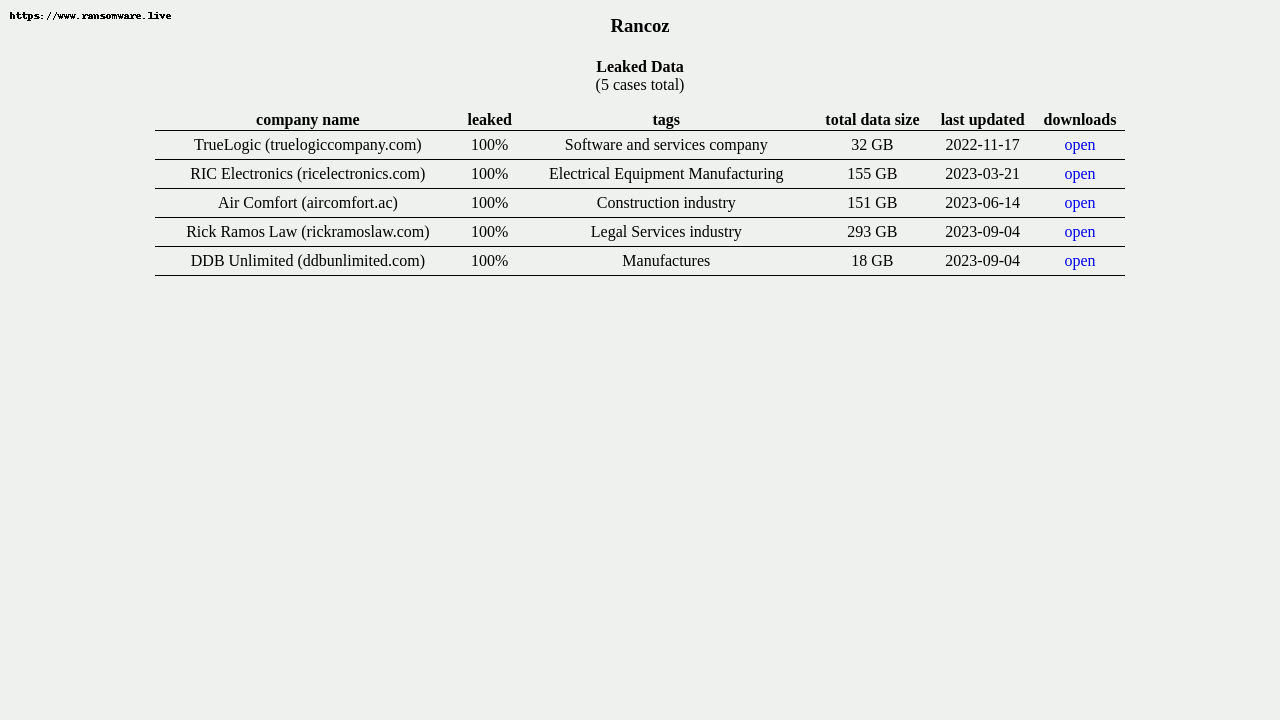 https://www.ransomware.live
Rancoz
Leaked Data
(5 cases total)
company name leaked tags total data size last updated downloads
TrueLogic (truelogiccompany.com) 100% Software and services company 32 GB 2022-11-17 open
RIC Electronics (ricelectronics.com) 100% Electrical Equipment Manufacturing 155 GB 2023-03-21 open
Air Comfort (aircomfort.ac) 100% Construction industry 151 GB 2023-06-14 open
Rick Ramos Law (rickramoslaw.com) 100% Legal Services industry 293 GB 2023-09-04 open
DDB Unlimited (ddbunlimited.com) 100% Manufactures 18 GB 2023-09-04 open